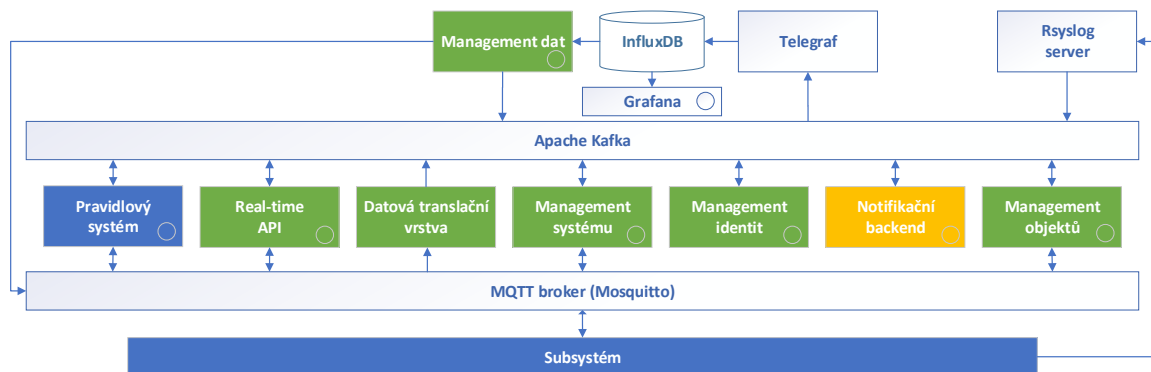 Management dat
InfluxDB
Telegraf
Rsyslog
server
Grafana
Apache Kafka
Pravidlový
systém
Real-time
API
Datová translační
vrstva
Management
systému
Management
identit
Notifikační
backend
Management
objektů
MQTT broker (Mosquitto)
Subsystém